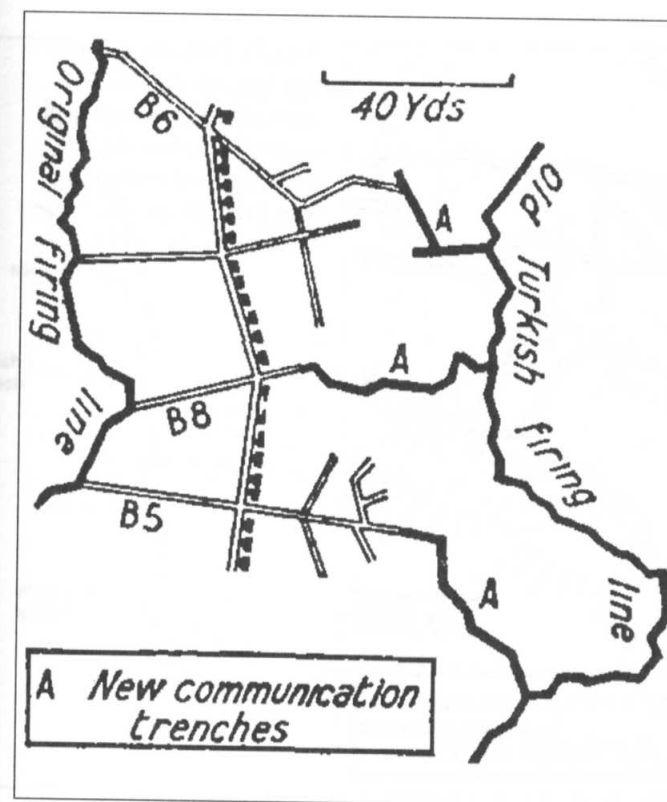 Original firing line
B6
40 Yds
Old Turkish firing line
A
A
B8
B5
A
A New communication
trenches